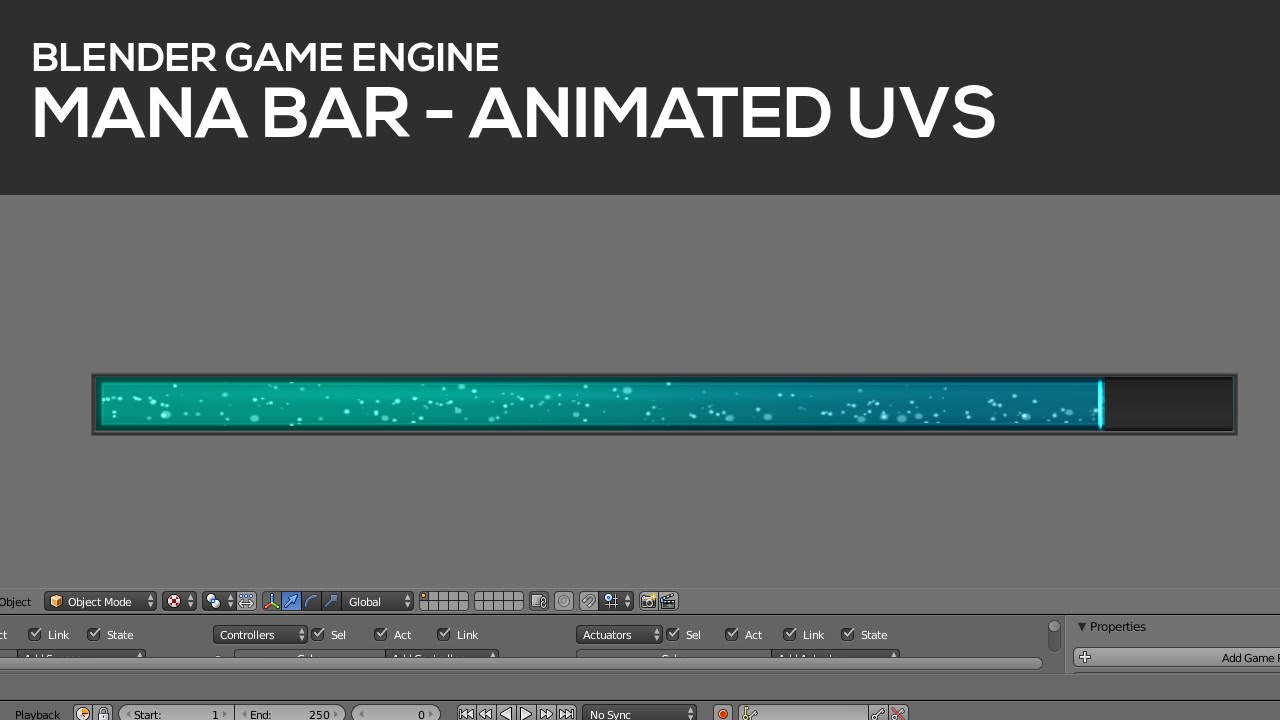 BLENDER GAME ENGINE
MANA BAR - ANIMATED UVS
Object Object Mode Global
Link State Controllers Sel Act Link Actuators Sel Act Link State Properties
Add Game
Playback Start: 1 End: 250 0 No Sync